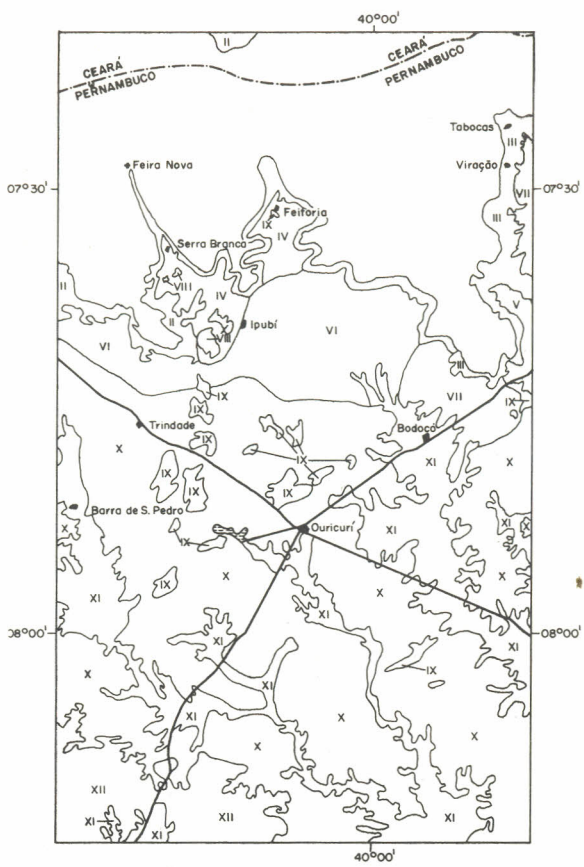 40°00'
II
CEARÁ
PERNAMBUCO
CEARÁ
PERNAMBUCO
Tabocas
III
Feira Nova
Viração
07°30'
07°30'
VII
IX
Feitoria
III
IV
Serra Branca
II
VIII
IV
V
II
X
Ipubí
VI
VI
VIII
III
IX
VII
IX
IX
Trindade
Bodocó
IX
X
IX
XI
X
IX
IX
IX
Barra de S. Pedro
X
Ouricurí
XI
XI
X
IX
X
IX
X
X
XI
XI
08°00'
08°00'
XI
XI
X
IX
XI
XI
X
X
X
XII
XI
XII
XI
XI
40°00'